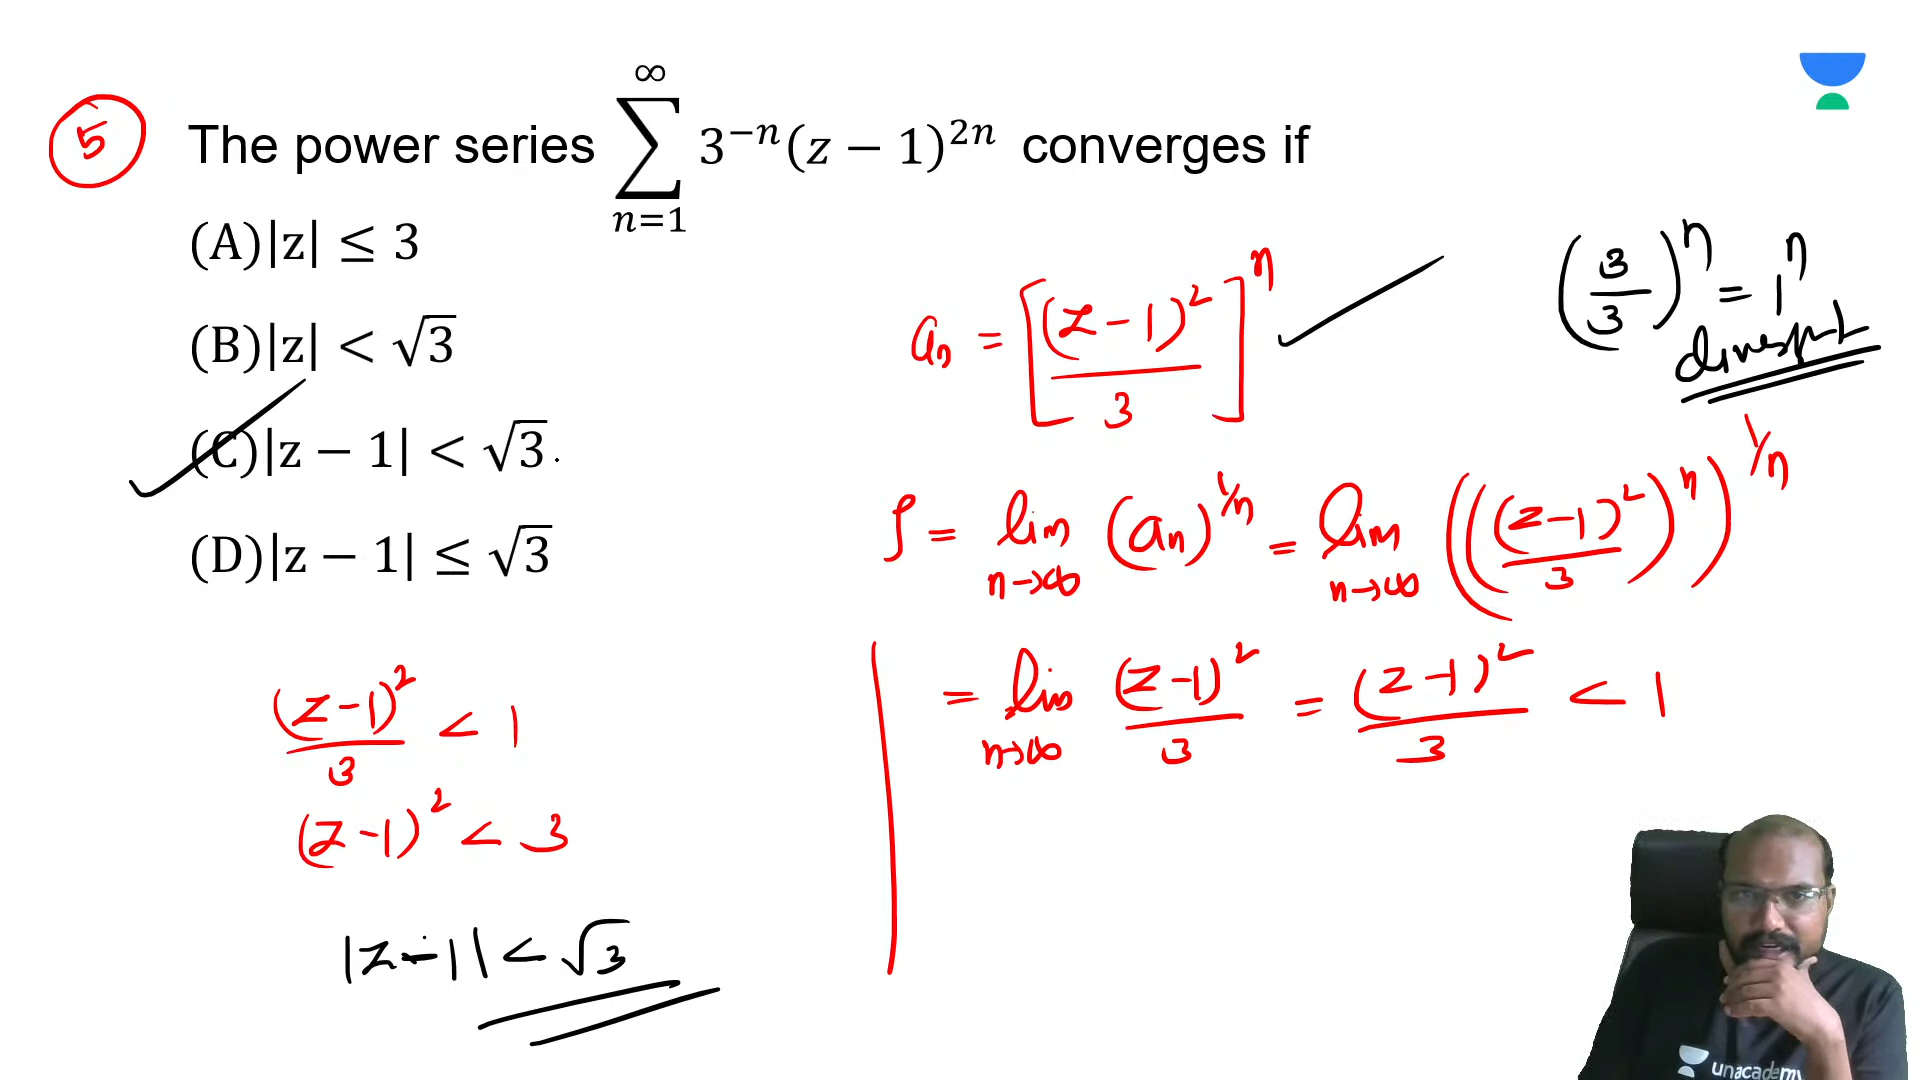 5 The power series ∑_{n=1}^{∞} 3^{−n}(z − 1)^{2n} converges if
(A)|z| ≤ 3
(B)|z| < √3
(C)|z − 1| < √3.
(D)|z − 1| ≤ √3
a_n = [(z−1)^2 / 3]^n
(3/3)^n = 1^n
ρ = lim_{n→∞} (a_n)^{1/n} = lim_{n→∞} (((z−1)^2 / 3)^n)^{1/n}
= lim_{n→∞} (z−1)^2 / 3 = (z−1)^2 / 3 < 1
(z−1)^2 / 3 < 1
(z−1)^2 < 3
|z−1| < √3
unacademy